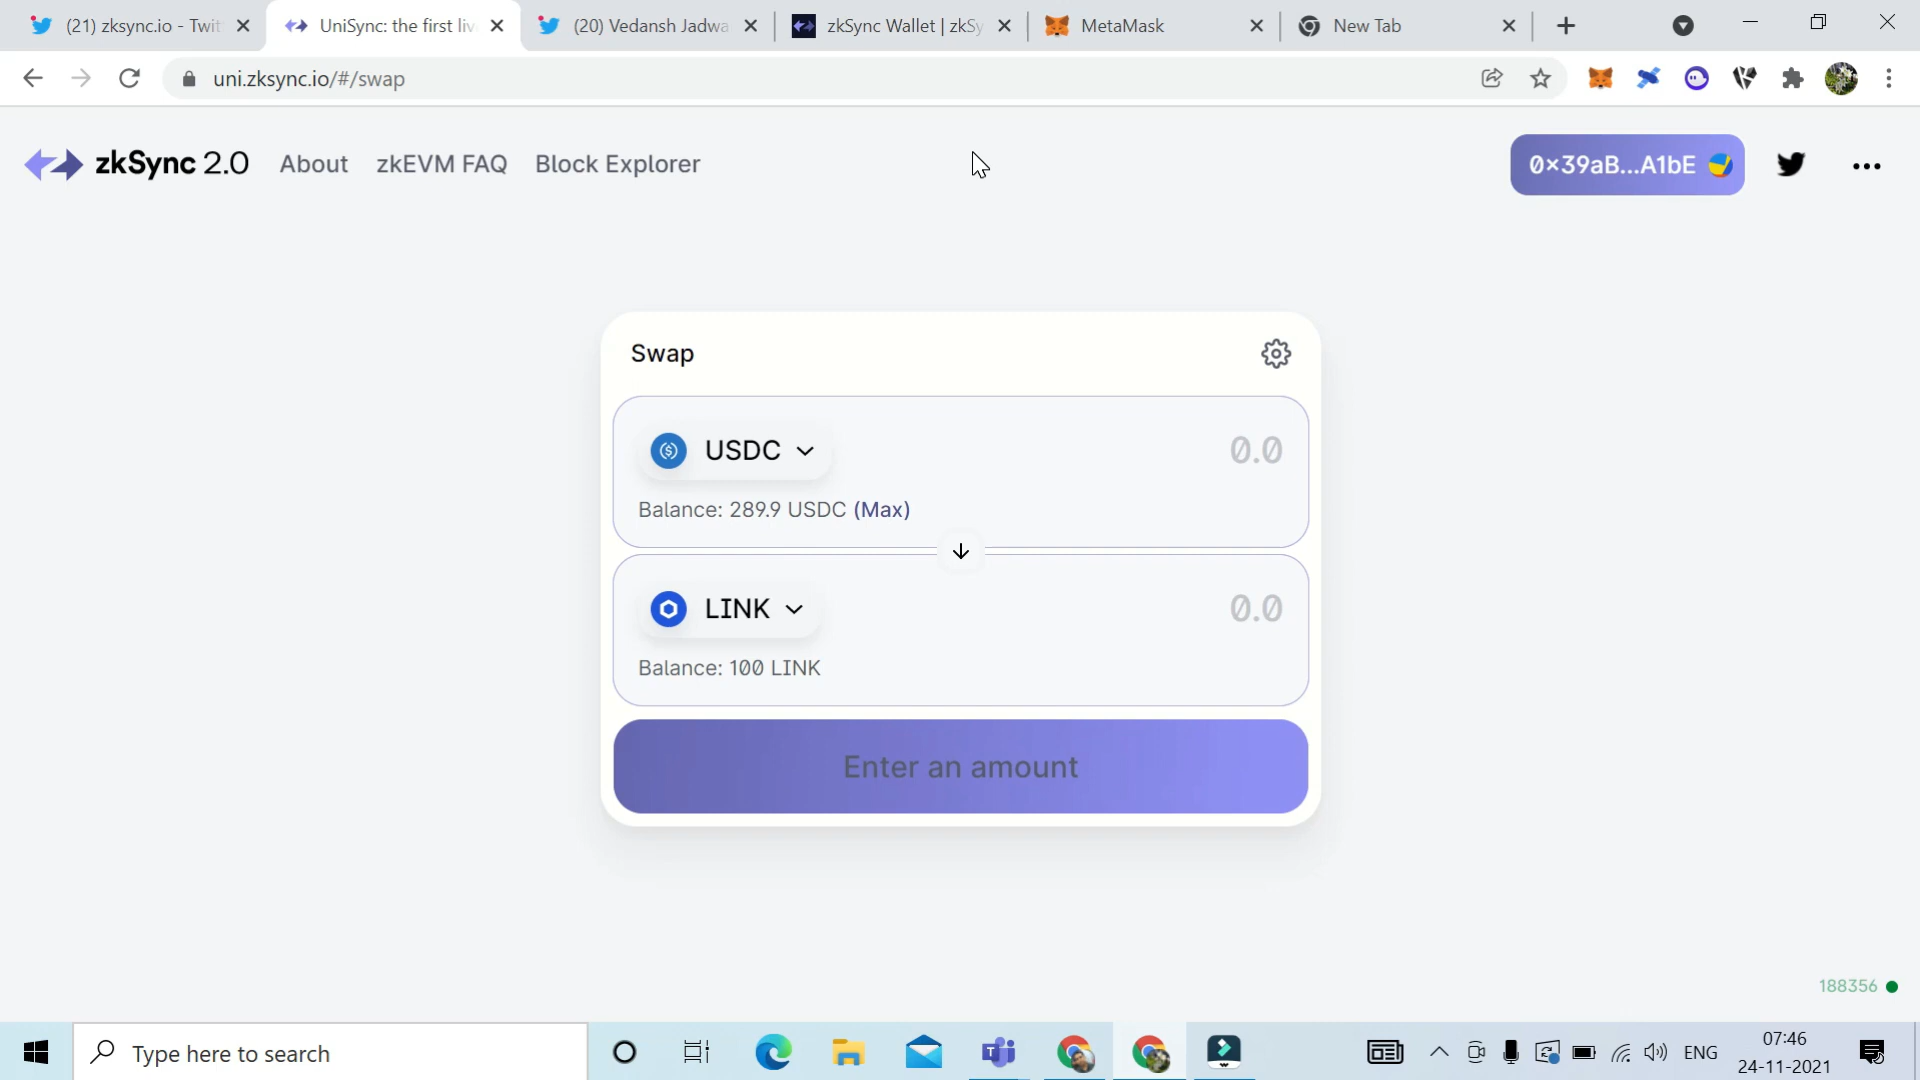 (21) zksync.io - Twit
UniSync: the first liv
(20) Vedansh Jadwa
zkSync Wallet | zkSy
MetaMask
New Tab
uni.zksync.io/#/swap
zkSync 2.0
About
zkEVM FAQ
Block Explorer
0×39aB...A1bE
Swap
USDC
0.0
Balance: 289.9 USDC (Max)
LINK
0.0
Balance: 100 LINK
Enter an amount
188356
Type here to search
ENG
07:46
24-11-2021